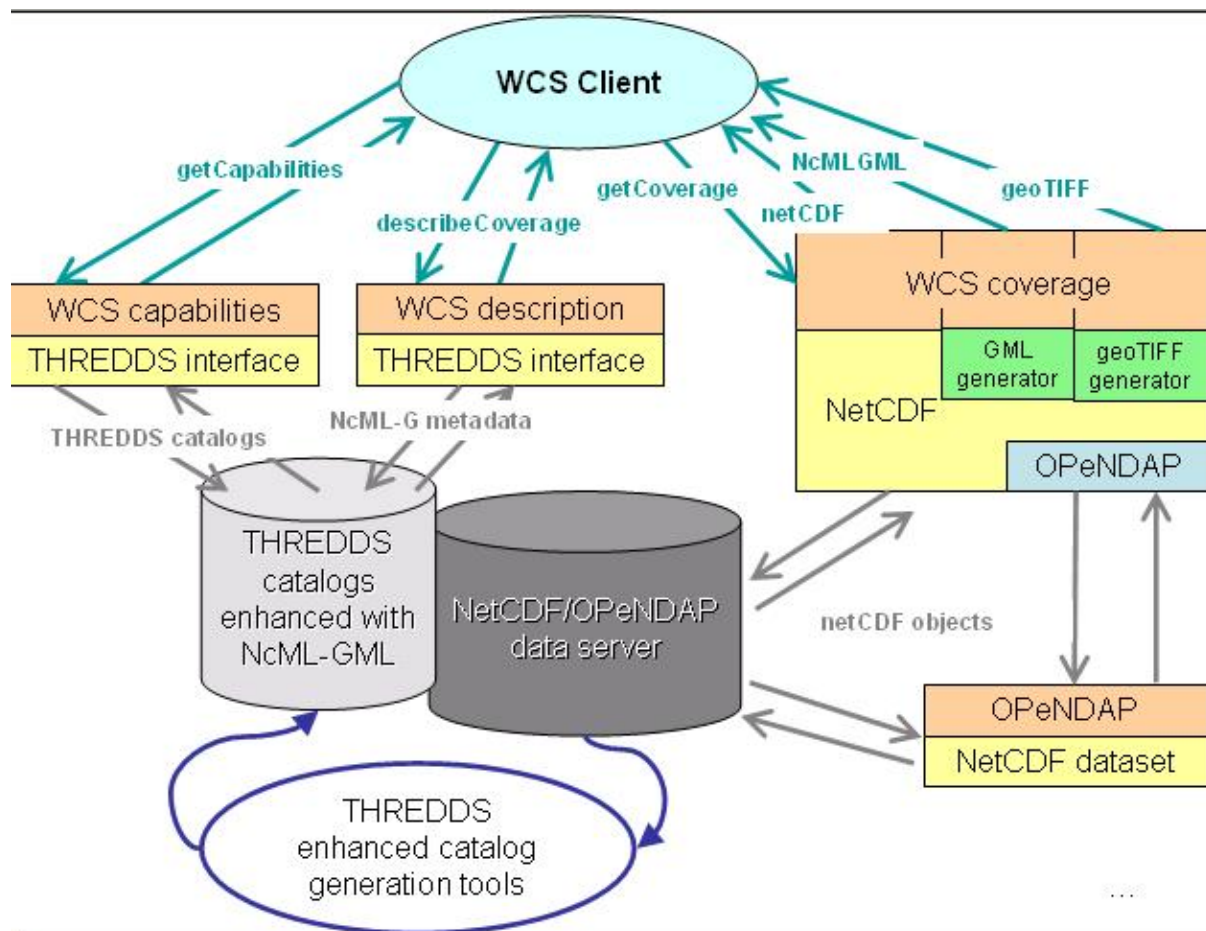 WCS Client
getCapabilities
describeCoverage
getCoverage
netCDF
NcMLGML
geoTIFF
WCS capabilities
THREDDS interface
WCS description
THREDDS interface
WCS coverage
GML
generator
geoTIFF
generator
NetCDF
OPeNDAP
THREDDS catalogs
NcML-G metadata
THREDDS
catalogs
enhanced with
NcML-GML
NetCDF/OPeNDAP
data server
netCDF objects
OPeNDAP
NetCDF dataset
THREDDS
enhanced catalog
generation tools
...